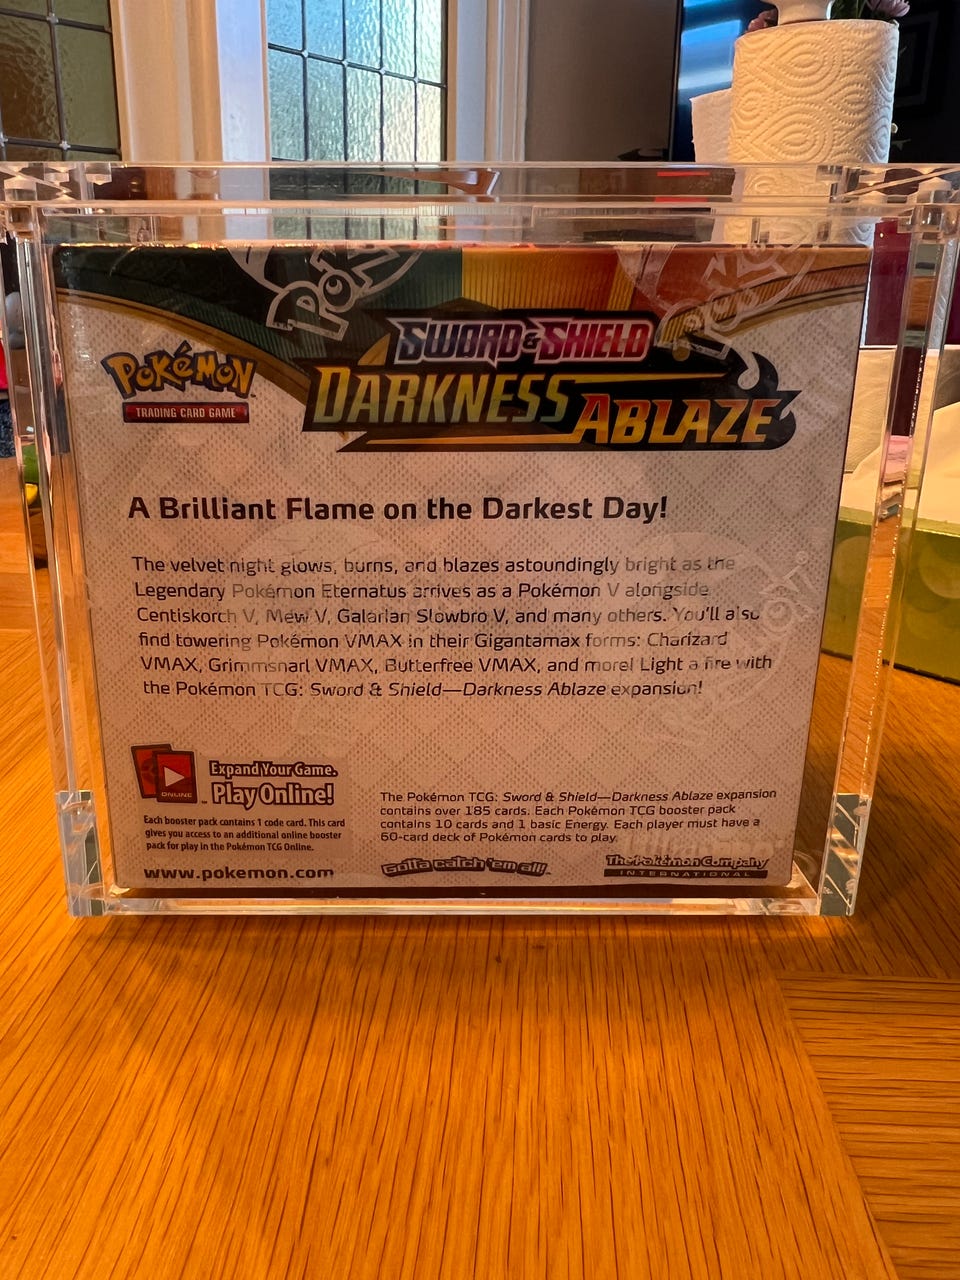 POKÉ
POKÉ
SWORD & SHIELD
POKÉMON
TRADING CARD GAME
DARKNESS
ABLAZE
A Brilliant Flame on the Darkest Day!
The velvet night glows, burns, and blazes astoundingly bright as the
Legendary Pokémon Eternatus arrives as a Pokémon V alongside
Centiskorch V, Mew V, Galarian Slowbro V, and many others. You'll also
find towering Pokémon VMAX in their Gigantamax forms: Charizard
VMAX, Grimmsnarl VMAX, Butterfree VMAX, and more! Light a fire with
the Pokémon TCG: Sword & Shield—Darkness Ablaze expansion!
ONLINE
Expand Your Game.
Play Online!
Each booster pack contains 1 code card. This card
gives you access to an additional online booster
pack for play in the Pokémon TCG Online.
www.pokemon.com
The Pokémon TCG: Sword & Shield—Darkness Ablaze expansion
contains over 185 cards. Each Pokémon TCG booster pack
contains 10 cards and 1 basic Energy. Each player must have a
60-card deck of Pokémon cards to play.
Gotta catch 'em all!™
The Pokémon Company
INTERNATIONAL